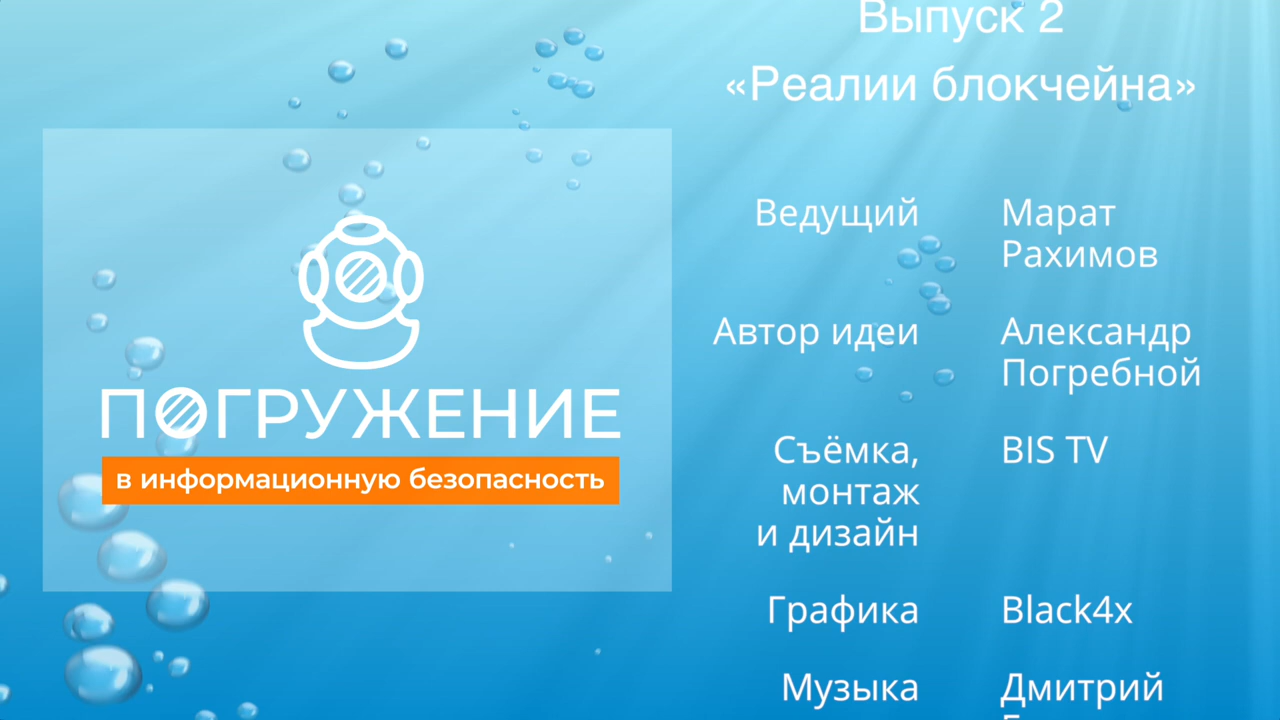 Выпуск 2
«Реалии блокчейна»
ПОГРУЖЕНИЕ
в информационную безопасность
Ведущий
Марат
Рахимов
Автор идеи
Александр
Погребной
Съёмка,
монтаж
и дизайн
BIS TV
Графика
Black4x
Музыка
Дмитрий